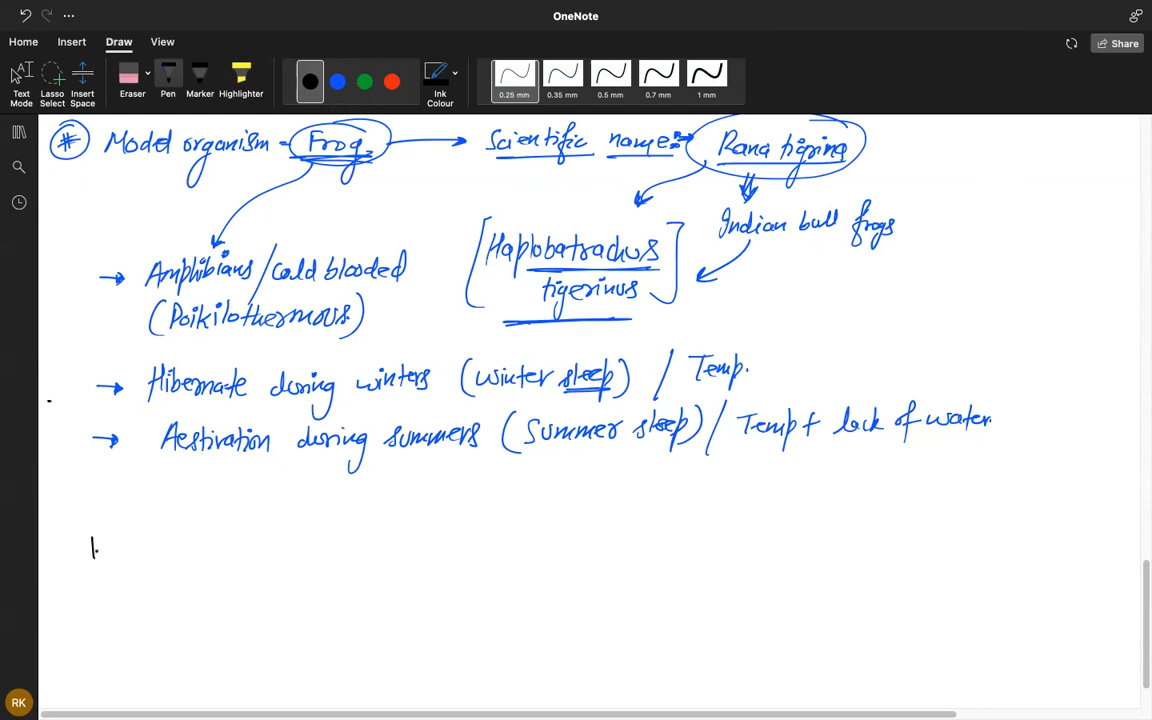 OneNote
Home Insert Draw View
Share
Text Mode
Lasso Select
Insert Space
Eraser
Pen
Marker
Highlighter
Ink Colour
0.25 mm
0.35 mm
0.5 mm
0.7 mm
1 mm
# Model organism - Frog → Scientific name:- Rana tigrina
Indian bull frogs
[Haplobatrachus
tigerinus]
→ Amphibians / cold blooded
(Poikilothermous)
→ Hibernate during winters (winter sleep) / Temp.
→ Aestivation during summers (Summer sleep) / Temp + lack of water.
1.
RK